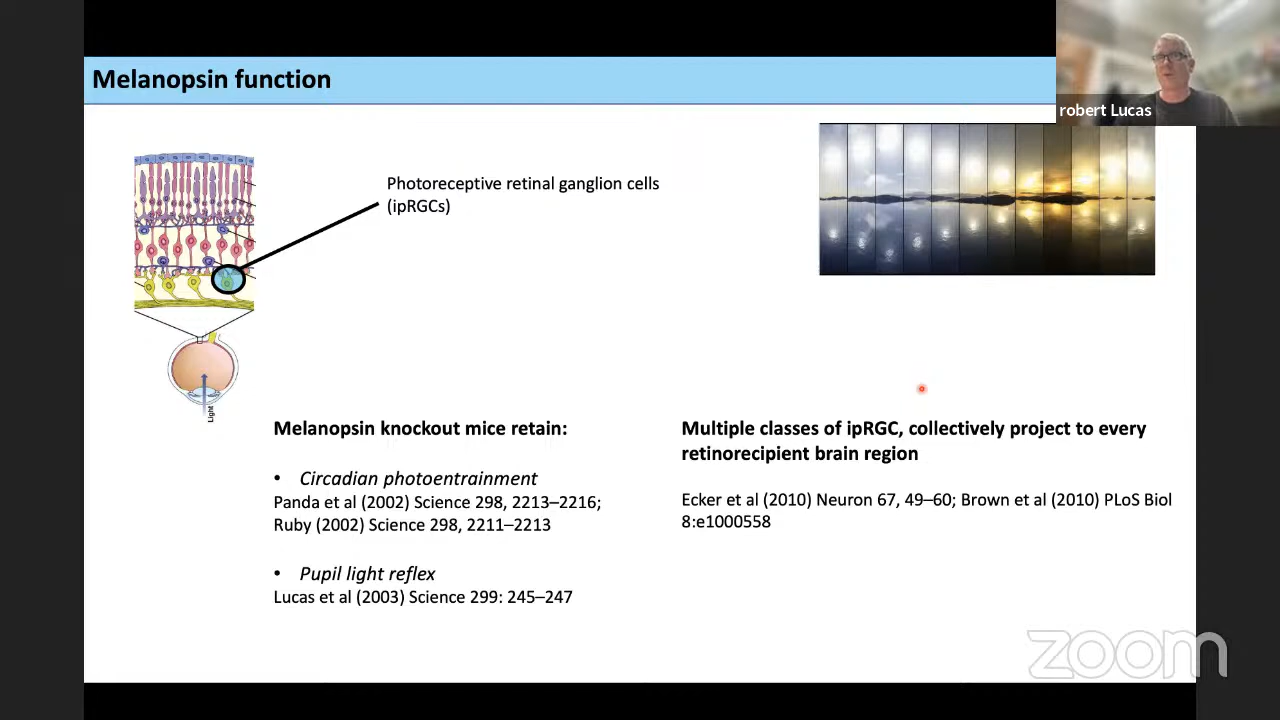 Melanopsin function
robert Lucas
Photoreceptive retinal ganglion cells
(ipRGCs)
Light
Melanopsin knockout mice retain:
• Circadian photoentrainment
Panda et al (2002) Science 298, 2213–2216;
Ruby (2002) Science 298, 2211–2213
• Pupil light reflex
Lucas et al (2003) Science 299: 245–247
Multiple classes of ipRGC, collectively project to every
retinorecipient brain region
Ecker et al (2010) Neuron 67, 49–60; Brown et al (2010) PLoS Biol
8:e1000558
zoom